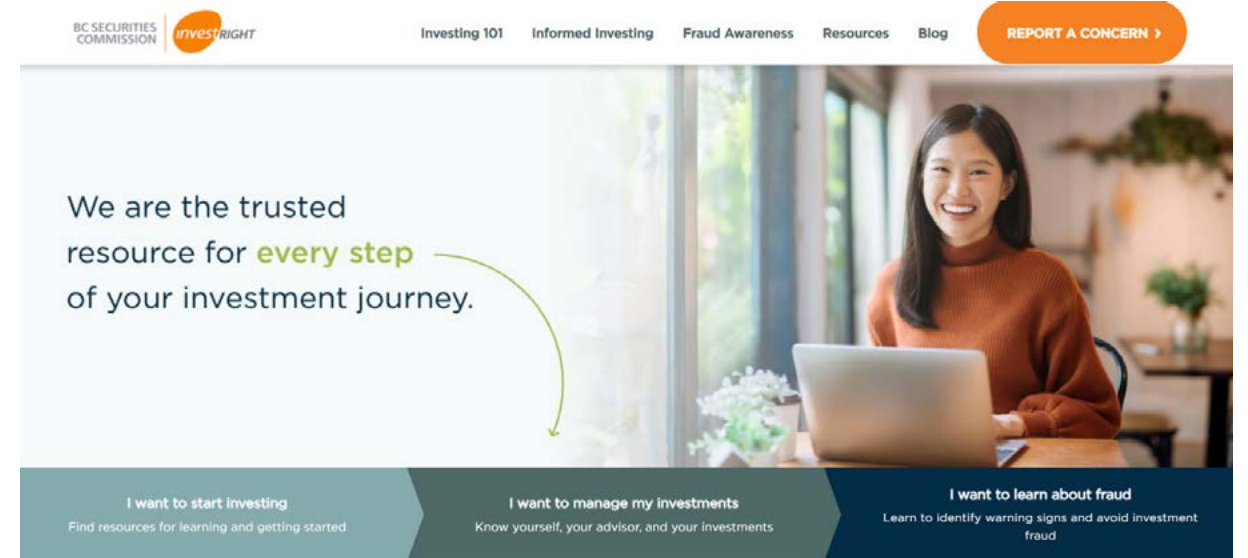 BC SECURITIES
COMMISSION
investRIGHT
Investing 101
Informed Investing
Fraud Awareness
Resources
Blog
REPORT A CONCERN ›
We are the trusted
resource for every step
of your investment journey.
I want to start investing
Find resources for learning and getting started
I want to manage my investments
Know yourself, your advisor, and your investments
I want to learn about fraud
Learn to identify warning signs and avoid investment
fraud